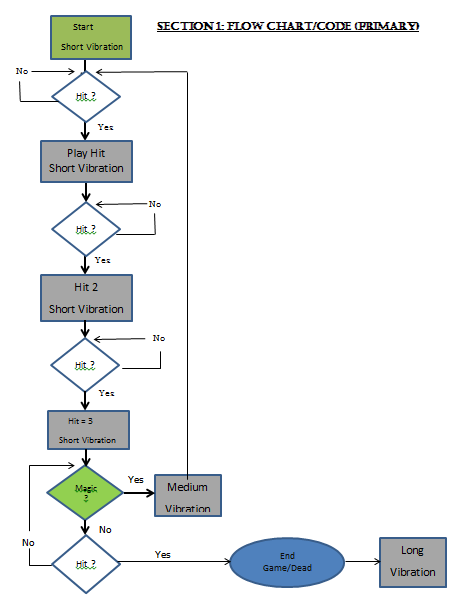 SECTION 1: FLOW CHART/CODE (PRIMARY)
Start
Short Vibration
No
Hit ?
Yes
Play Hit
Short Vibration
No
Hit ?
Yes
Hit 2
Short Vibration
No
Hit ?
Yes
Hit = 3
Short Vibration
Magic
?
Yes
Medium
Vibration
No
No
Hit ?
Yes
End
Game/Dead
Long
Vibration